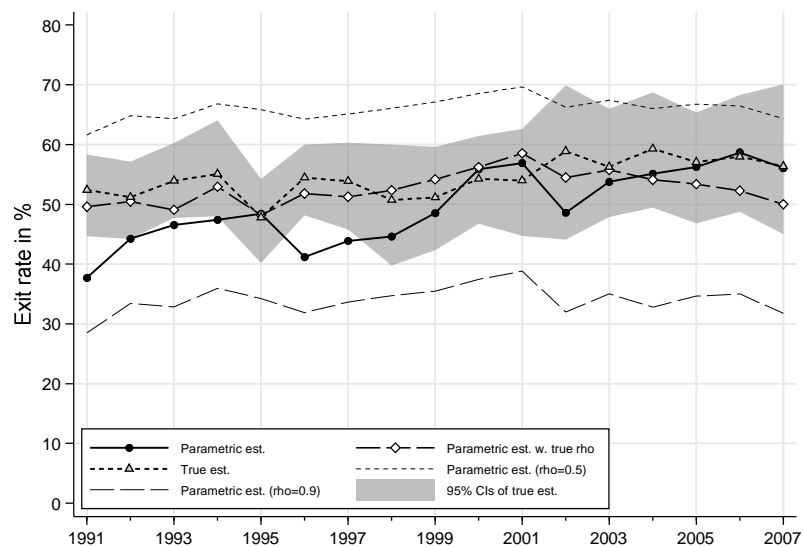 80
70
60
50
40
30
20
10
0
Exit rate in %
Parametric est.
Parametric est. w. true rho
True est.
Parametric est. (rho=0.5)
Parametric est. (rho=0.9)
95% CIs of true est.
1991 1993 1995 1997 1999 2001 2003 2005 2007